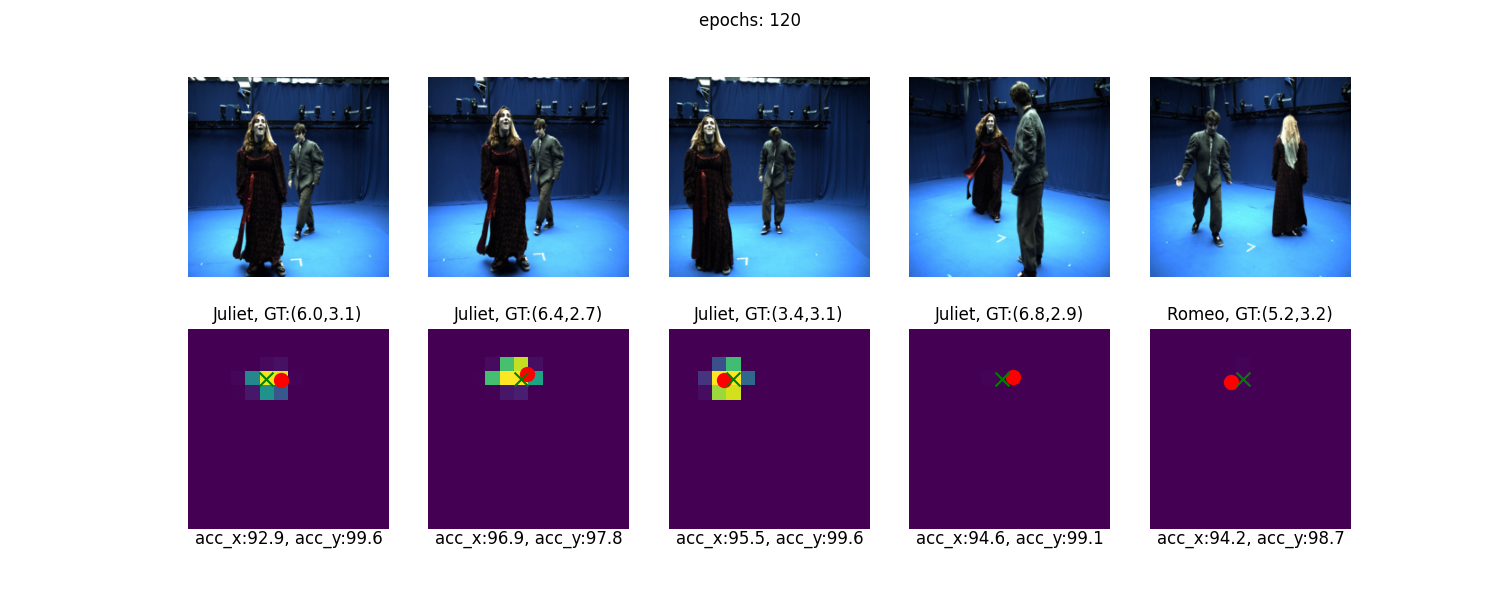 epochs: 120
Juliet, GT:(6.0,3.1)
Juliet, GT:(6.4,2.7)
Juliet, GT:(3.4,3.1)
Juliet, GT:(6.8,2.9)
Romeo, GT:(5.2,3.2)
acc_x:92.9, acc_y:99.6
acc_x:96.9, acc_y:97.8
acc_x:95.5, acc_y:99.6
acc_x:94.6, acc_y:99.1
acc_x:94.2, acc_y:98.7